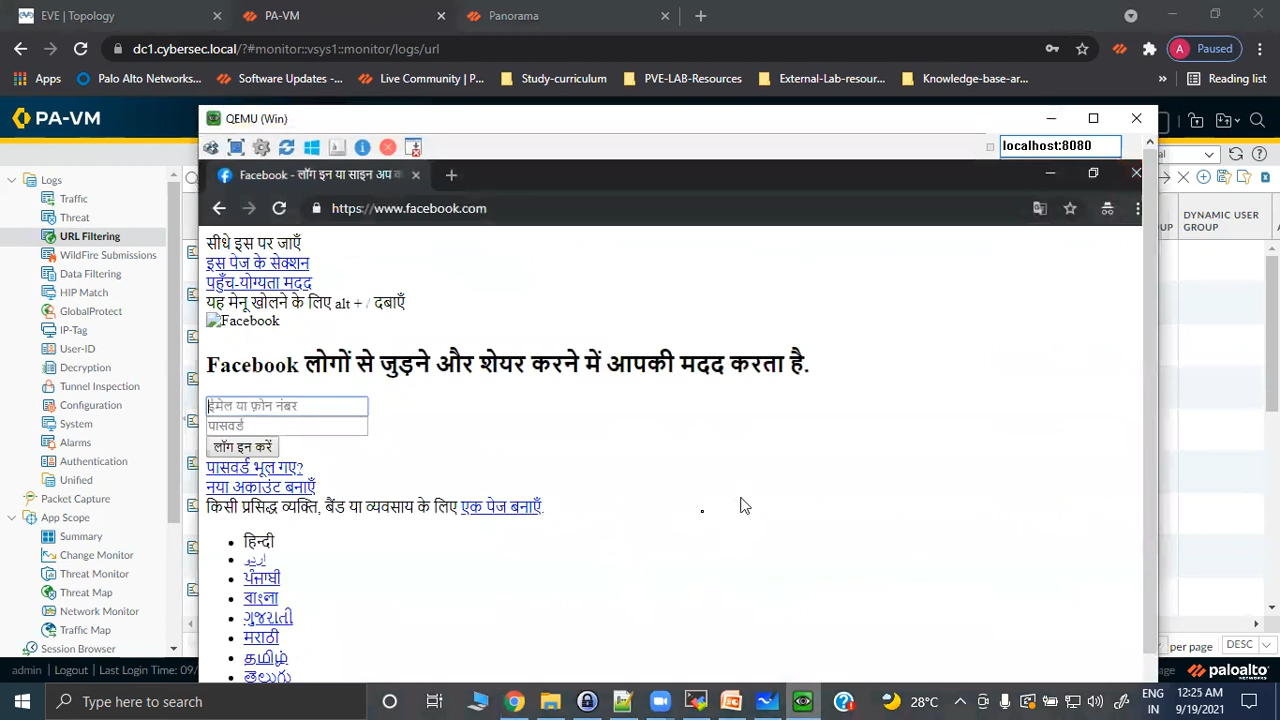 EVE | Topology
PA-VM
Panorama
dc1.cybersec.local/?#monitor::vsys1::monitor/logs/url
A Paused
Apps
Palo Alto Networks...
Software Updates -...
Live Community | P...
Study-curriculum
PVE-LAB-Resources
External-Lab-resour...
Knowledge-base-ar...
»
Reading list
PA-VM
QEMU (Win)
localhost:8080
Facebook - लॉग इन या साइन अप क
https://www.facebook.com
Logs
Traffic
Threat
URL Filtering
WildFire Submissions
Data Filtering
HIP Match
GlobalProtect
IP-Tag
User-ID
Decryption
Tunnel Inspection
Configuration
System
Alarms
Authentication
Unified
Packet Capture
App Scope
Summary
Change Monitor
Threat Monitor
Threat Map
Network Monitor
Traffic Map
Session Browser
सीधे इस पर जाएँ
इस पेज के सेक्शन
पहुँच-योग्यता मदद
यह मेनू खोलने के लिए alt + / दबाएँ
Facebook
Facebook लोगों से जुड़ने और शेयर करने में आपकी मदद करता है.
ईमेल या फ़ोन नंबर
पासवर्ड
लॉग इन करें
पासवर्ड भूल गए?
नया अकाउंट बनाएँ
किसी प्रसिद्ध व्यक्ति, बैंड या व्यवसाय के लिए एक पेज बनाएँ.
हिन्दी
اردو
ਪੰਜਾਬੀ
বাংলা
ગુજરાતી
मराठी
தமிழ்
తెలుగు
al
UP
DYNAMIC USER
GROUP
per page
DESC
admin | Logout | Last Login Time: 09/
age
paloalto
NETWORKS
Type here to search
28°C
ENG
IN
12:25 AM
9/19/2021